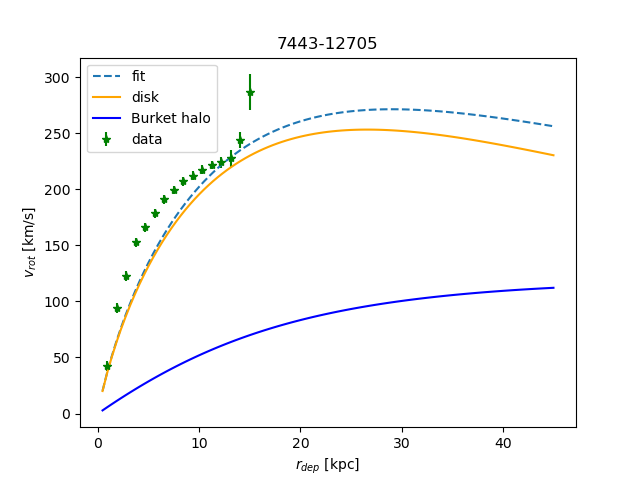 7443-12705
fit
disk
Burket halo
data
300
250
200
150
100
50
0
v_rot [km/s]
0 10 20 30 40
r_dep [kpc]